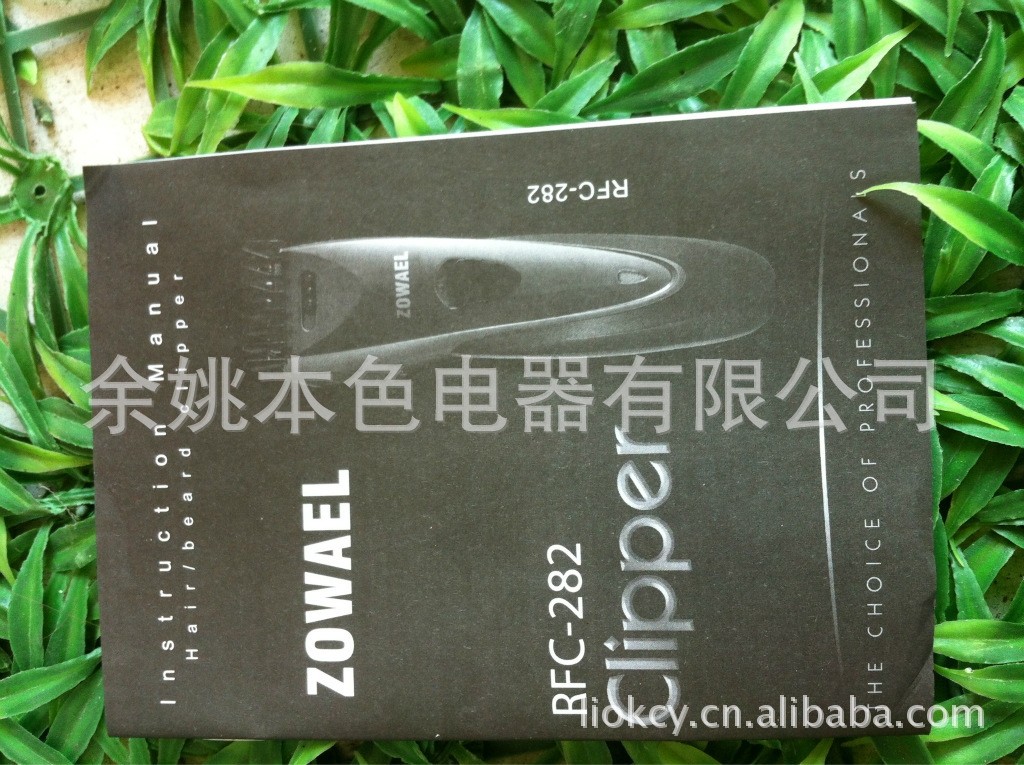 Instruction Manual
Hair/beard clipper
ZOWAEL
RFC-282
Clipper
THE CHOICE OF PROFESSIONALS
RFC-282
ZOWAEL
余姚本色电器有限公司
liokcy.cn.alibaba.com